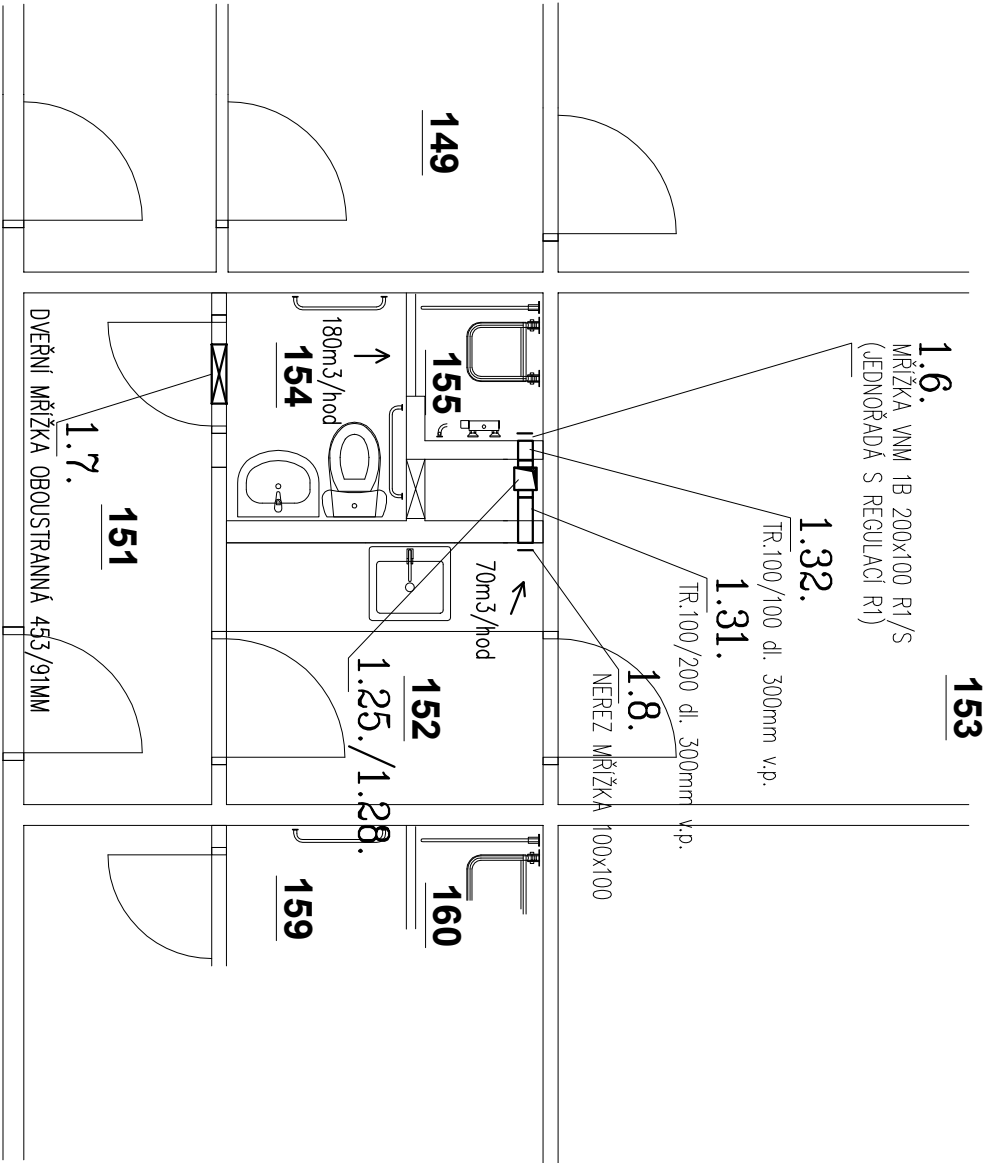 149
153
1.6.
MŘÍŽKA VNM 1B 200x100 R1/S
(JEDNOŘADÁ S REGULACÍ R1)
1.32.
TR.100/100 dl. 300mm v.p.
1.31.
TR.100/200 dl. 300mm v.p.
1.8.
NEREZ MŘÍŽKA 100x100
155
180m3/hod
154
70m3/hod
152
1.25./1.28.
160
159
1.7.
151
DVEŘNÍ MŘÍŽKA OBOUSTRANNÁ 453/91MM